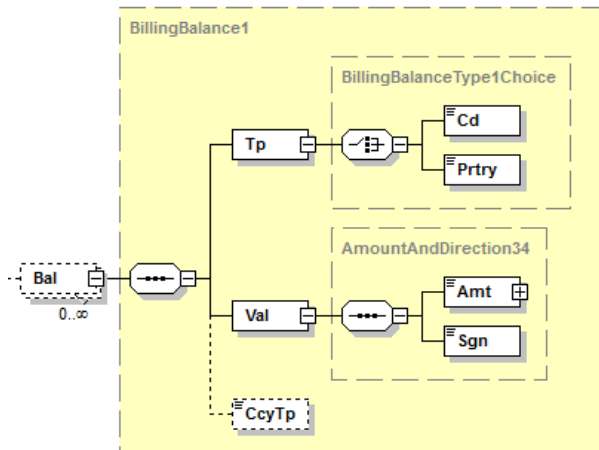 BillingBalance1
BillingBalanceType1Choice
Cd
Tp
Prtry
AmountAndDirection34
Bal
0..∞
Amt
Val
Sgn
CcyTp